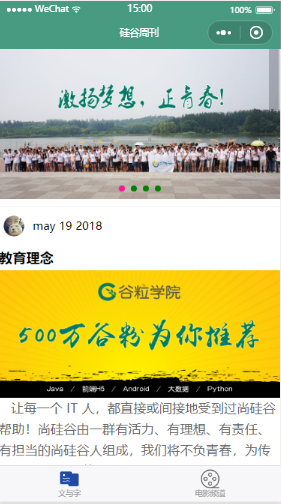 WeChat
15:00
100%
硅谷周刊
激扬梦想，正青春！
may 19 2018
教育理念
谷粒学院
500万谷粉为你推荐
Java / 前端H5 / Android / 大数据 / Python
让每一个 IT 人，都直接或间接地受到过尚硅谷
帮助！尚硅谷由一群有活力、有理想、有责任、
有担当的尚硅谷人组成，我们将不负青春，为传
文与字
电影频道